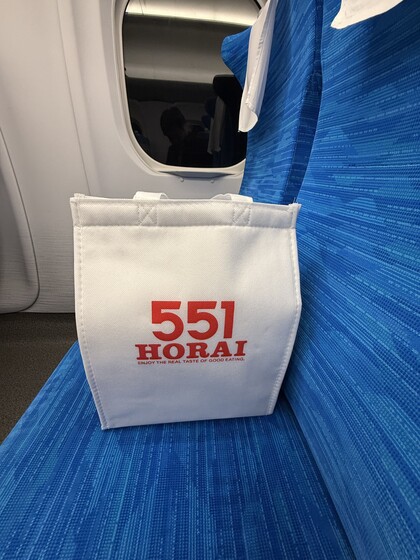 551
HORAI
ENJOY THE REAL TASTE OF GOOD EATING.